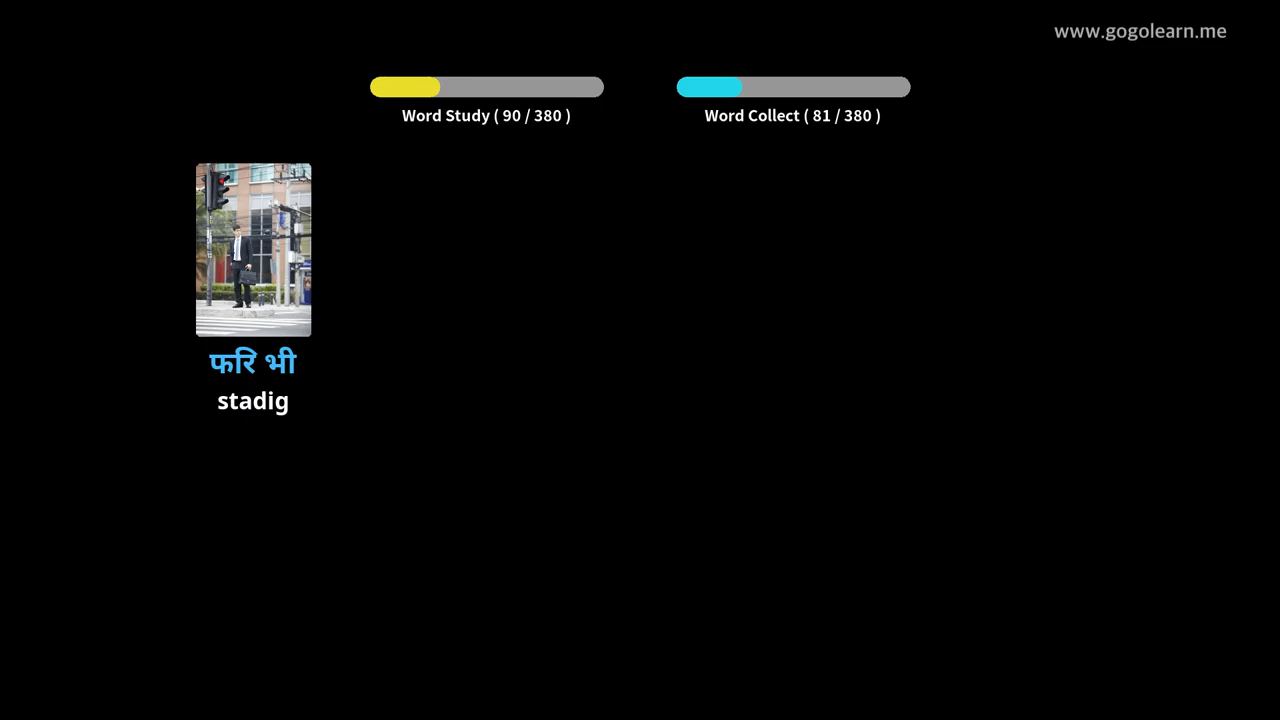 www.gogolearn.me
Word Study ( 90 / 380 )
Word Collect ( 81 / 380 )
फरि भी
stadig